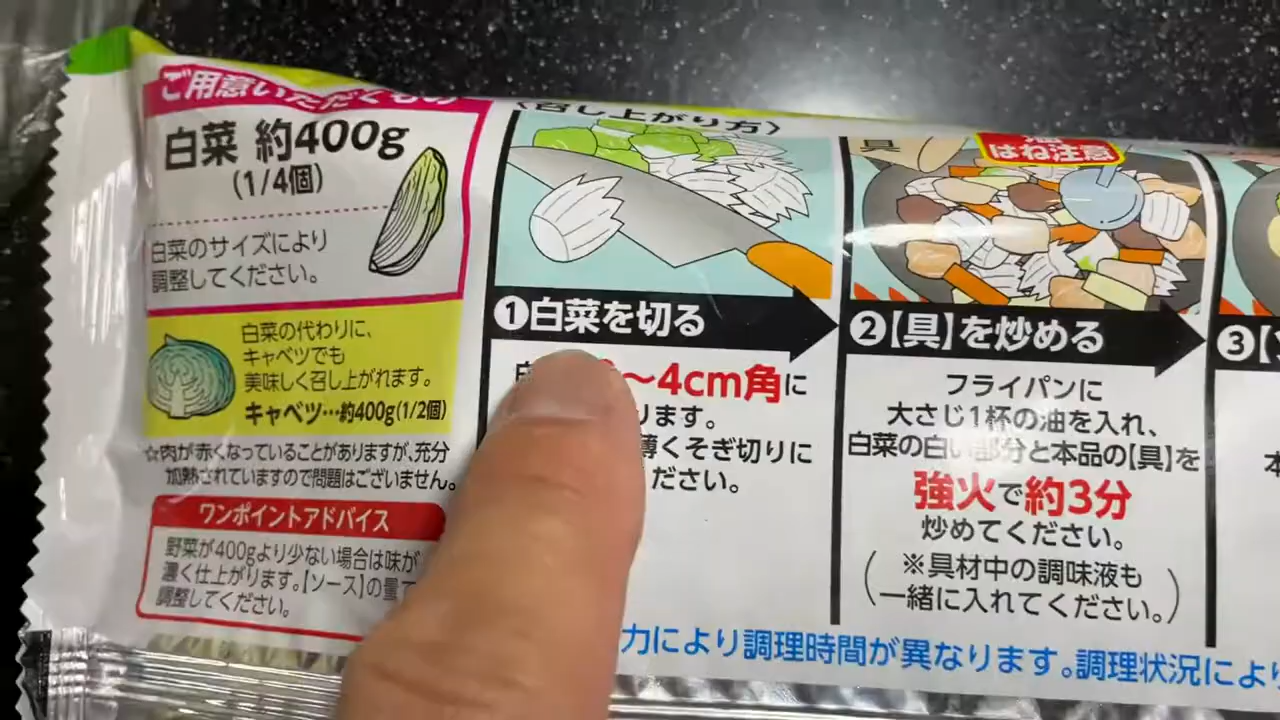 ご用意いただくもの
白菜 約400g
(1/4個)
白菜のサイズにより
調整してください。
白菜の代わりに、
キャベツでも
美味しく召し上がれます。
キャベツ…約400g(1/2個)
☆肉が赤くなっていることがありますが、充分
加熱されていますので問題はございません。
ワンポイントアドバイス
野菜が400gより少ない場合は味が
濃く仕上がります。【ソース】の量で
調整してください。
〈召し上がり方〉
①白菜を切る
～4cm角に
ります。
薄くそぎ切りに
ださい。
具
はね注意
②【具】を炒める
フライパンに
大さじ1杯の油を入れ、
白菜の白い部分と本品の【具】を
強火で約3分
炒めてください。
(※具材中の調味液も
一緒に入れてください。)
③【
力により調理時間が異なります。調理状況により